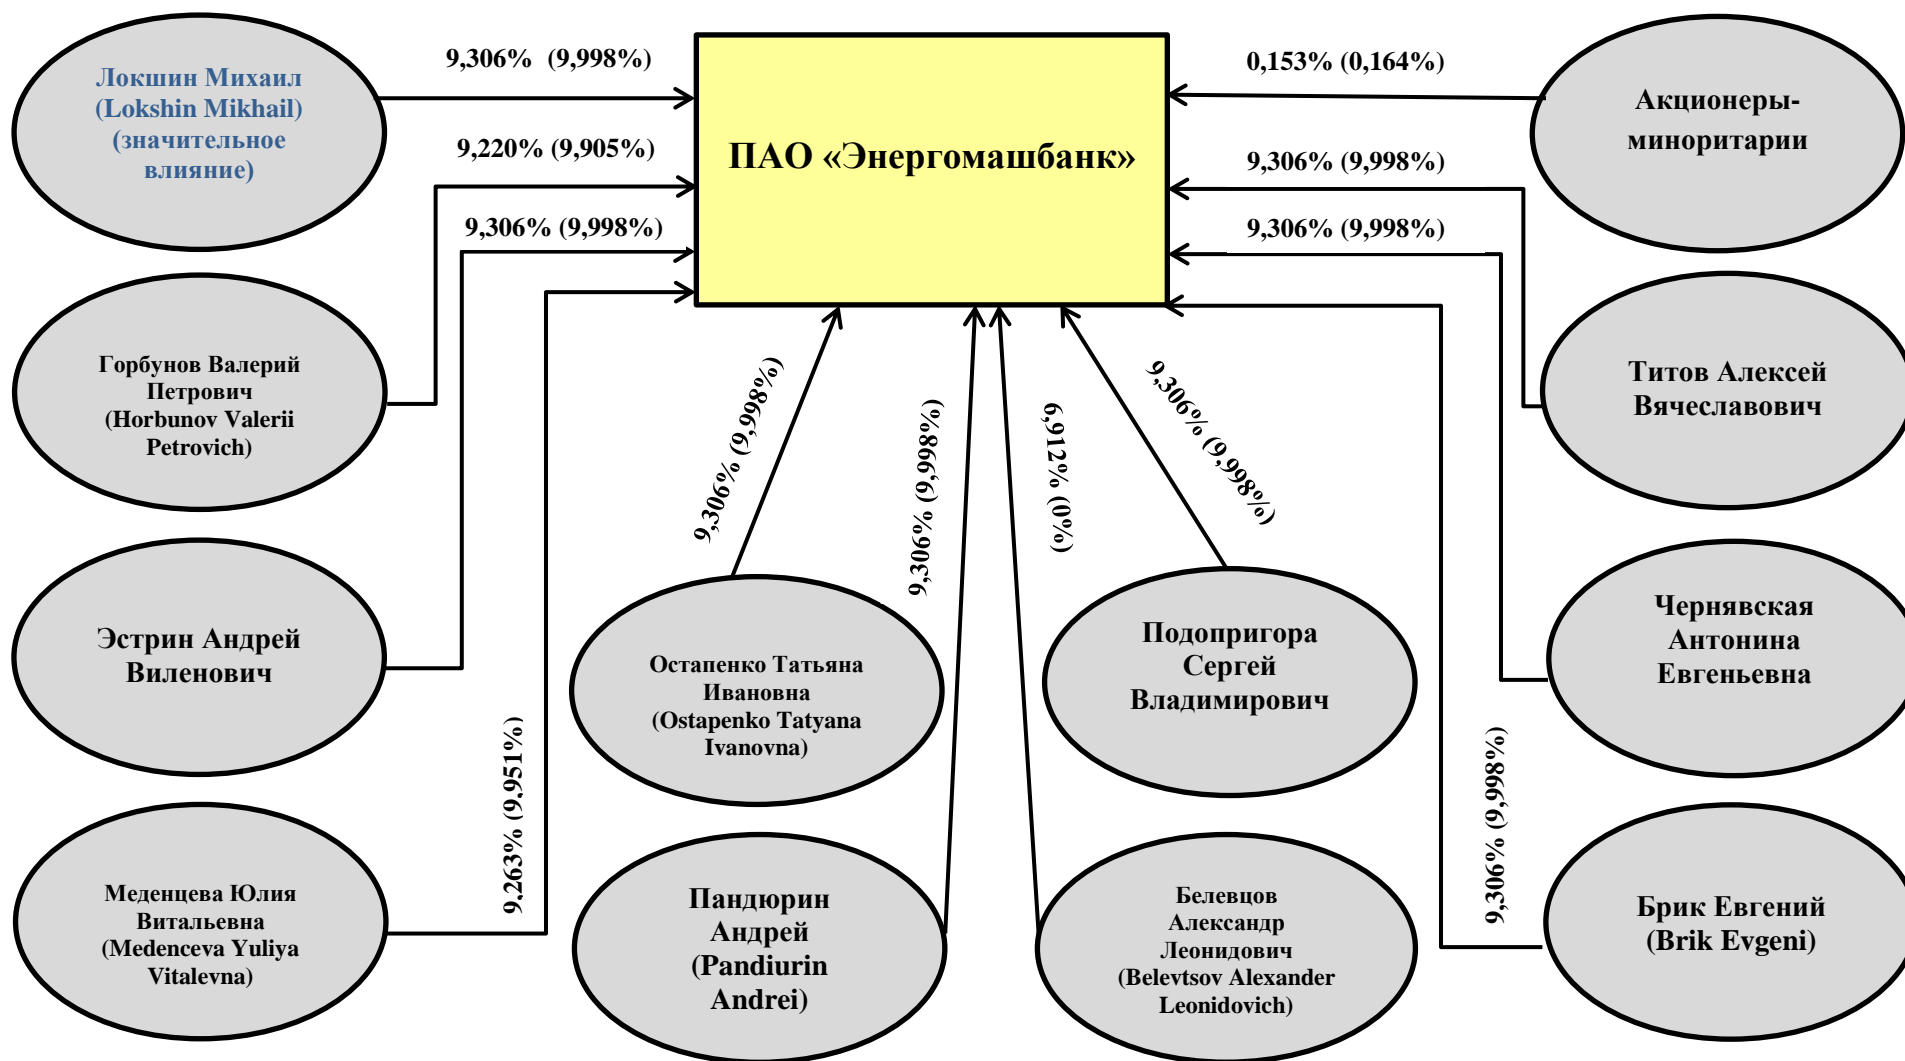 Локшин Михаил
(Lokshin Mikhail)
(значительное
влияние)
9,306% (9,998%)
9,220% (9,905%)
9,306% (9,998%)
ПАО «Энергомашбанк»
0,153% (0,164%)
9,306% (9,998%)
9,306% (9,998%)
Акционеры-
миноритарии
Горбунов Валерий
Петрович
(Horbunov Valerii
Petrovich)
Титов Алексей
Вячеславович
9,306% (9,998%)
9,306% (9,998%)
6,912% (0%)
9,306% (9,998%)
Эстрин Андрей
Виленович
Остапенко Татьяна
Ивановна
(Ostapenko Tatyana
Ivanovna)
Подопригора
Сергей
Владимирович
Чернявская
Антонина
Евгеньевна
9.263% (9.951%)
9,306% (9,998%)
Меденцева Юлия
Витальевна
(Medenceva Yuliya
Vitalevna)
Пандюрин
Андрей
(Pandiurin
Andrei)
Белевцов
Александр
Леонидович
(Belevtsov Alexander
Leonidovich)
Брик Евгений
(Brik Evgeni)